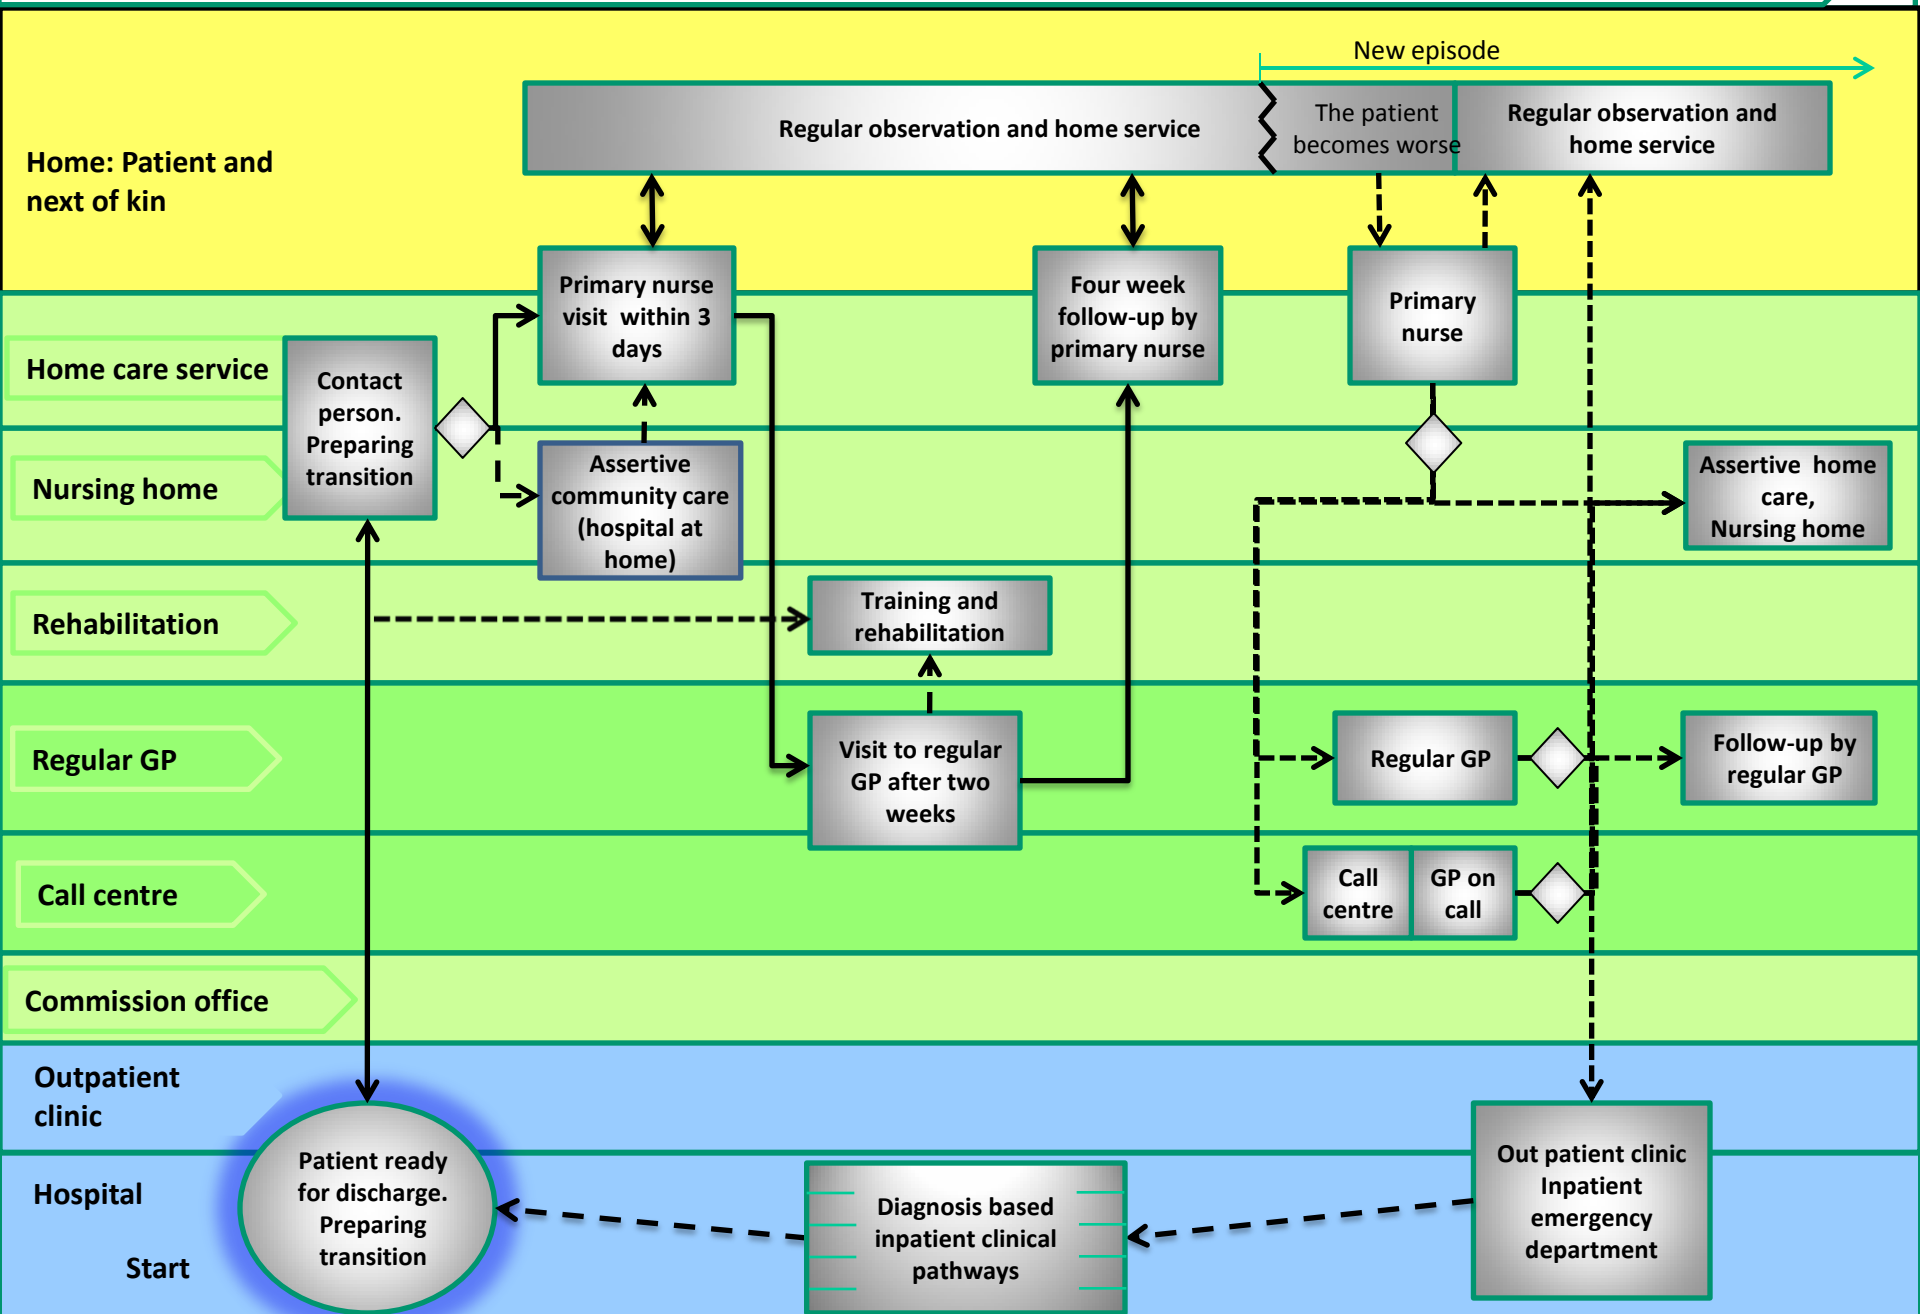 New episode
Regular observation and home service
The patient
becomes worse
Regular observation and
home service
Home: Patient and
next of kin
Primary nurse
visit within 3
days
Four week
follow-up by
primary nurse
Primary
nurse
Home care service
Contact
person.
Preparing
transition
Nursing home
Assertive
community care
(hospital at
home)
Assertive home
care,
Nursing home
Rehabilitation
Training and
rehabilitation
Regular GP
Visit to regular
GP after two
weeks
Regular GP
Follow-up by
regular GP
Call centre
Call
centre
GP on
call
Commission office
Outpatient
clinic
Hospital
Start
Patient ready
for discharge.
Preparing
transition
Diagnosis based
inpatient clinical
pathways
Out patient clinic
Inpatient
emergency
department